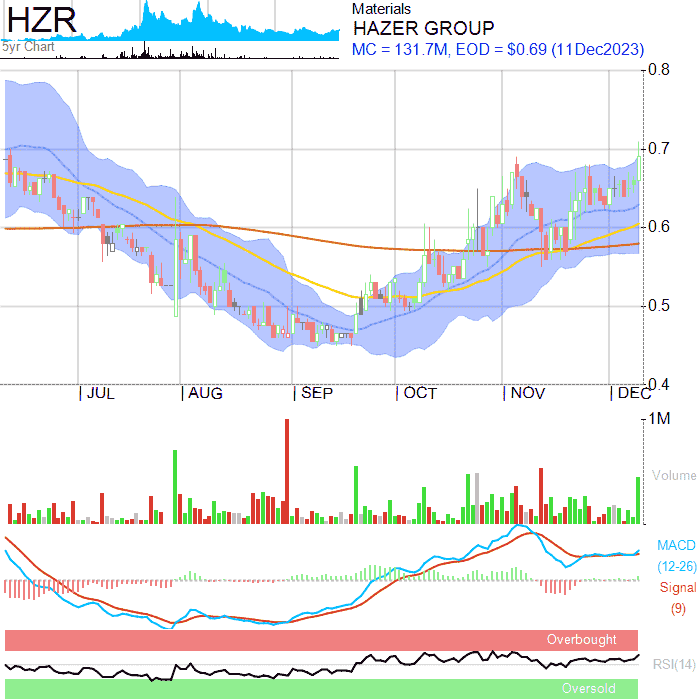 HZR
5yr Chart
Materials
HAZER GROUP
MC = 131.7M, EOD = $0.69 (11Dec2023)
0.8
0.7
0.6
0.5
0.4
JUL AUG SEP OCT NOV DEC
1M
Volume
MACD
(12-26)
Signal
(9)
Overbought
RSI(14)
Oversold